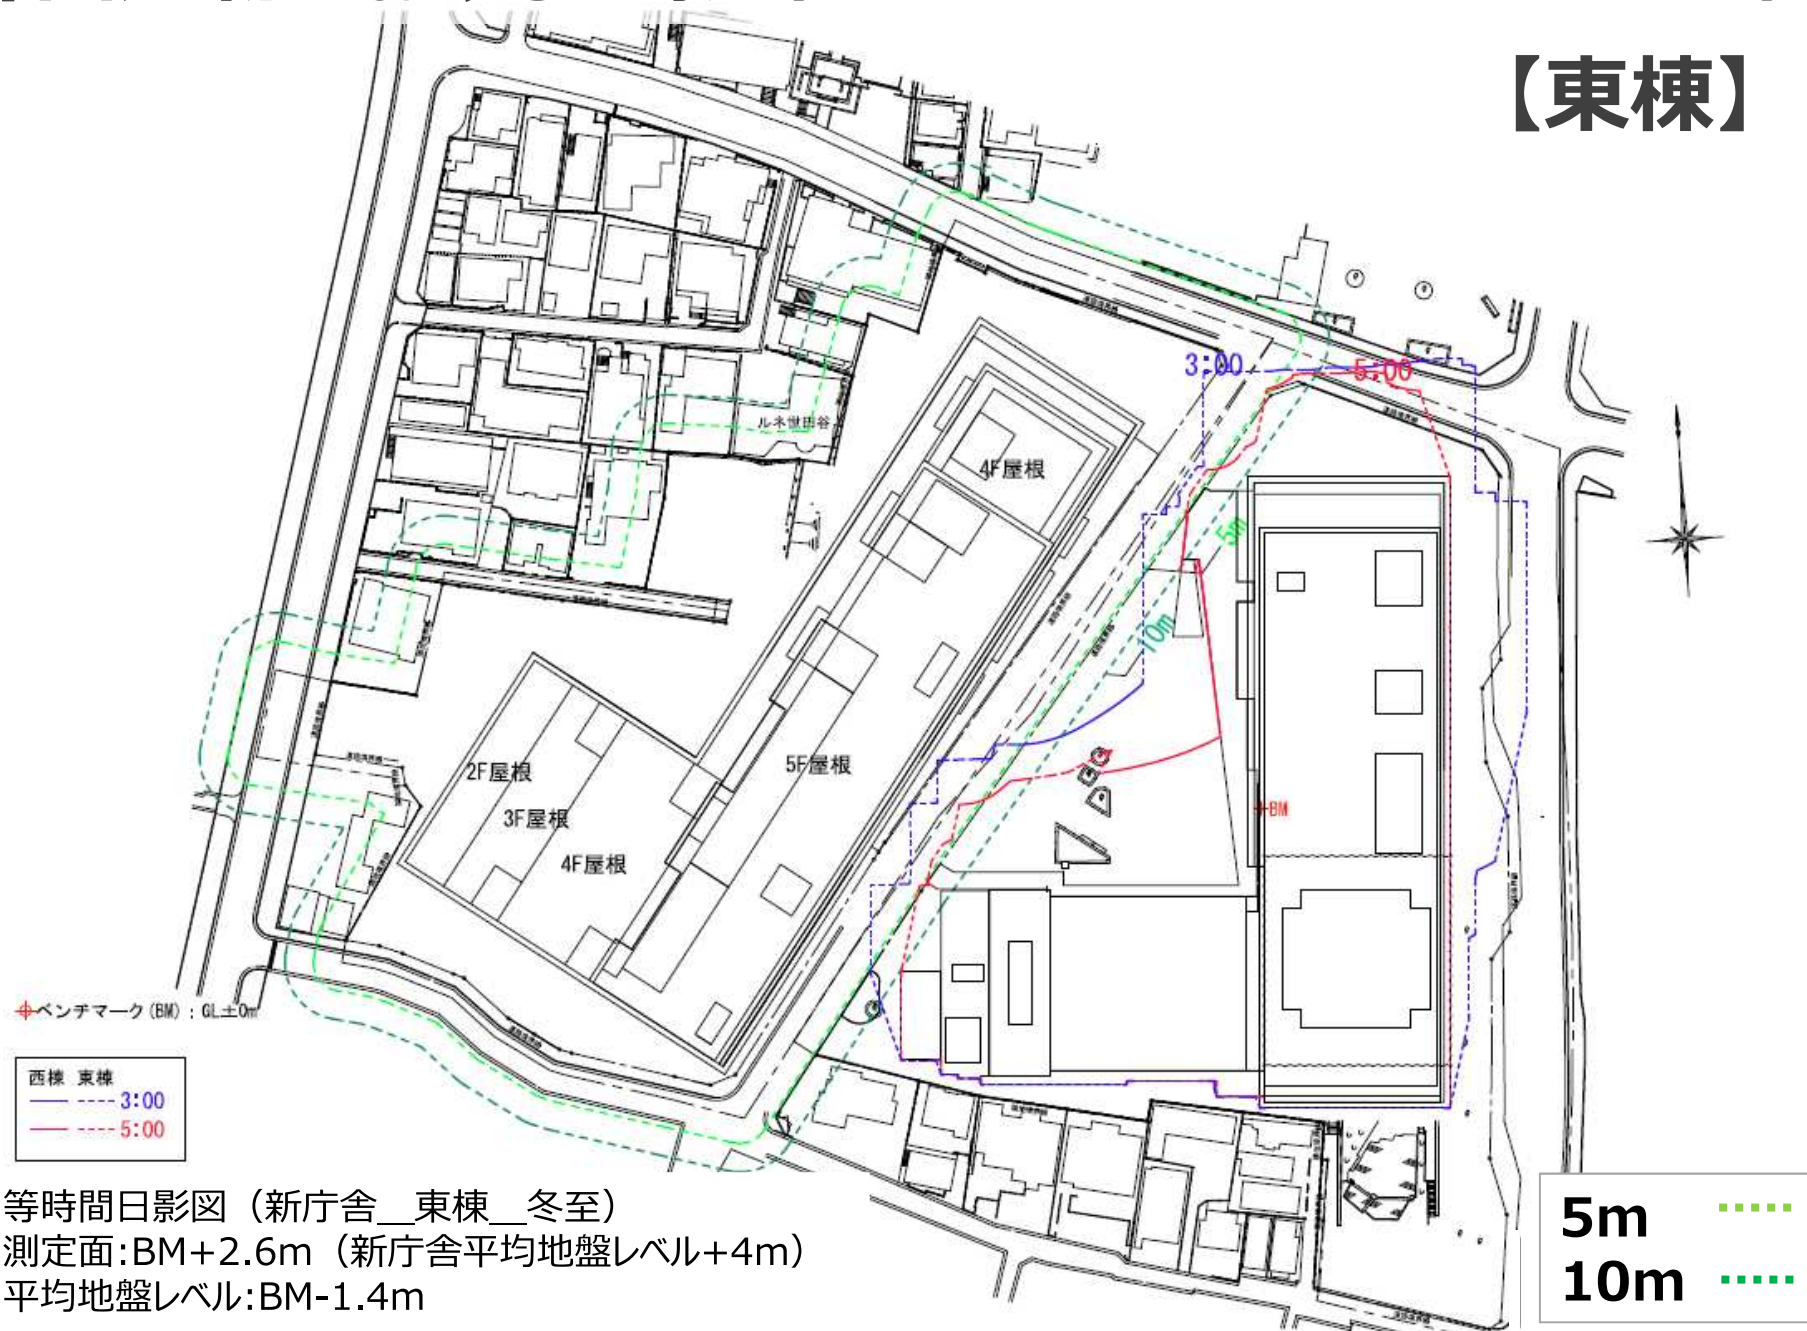 【東棟】
3:00
5:00
ルネ世田谷
4F屋根
5m
10m
2F屋根
5F屋根
3F屋根
4F屋根
BM
ベンチマーク(BM) : GL±0m
西棟 東棟
3:00
5:00
等時間日影図（新庁舎__東棟__冬至）
測定面:BM+2.6m（新庁舎平均地盤レベル+4m）
平均地盤レベル:BM-1.4m
5m
10m